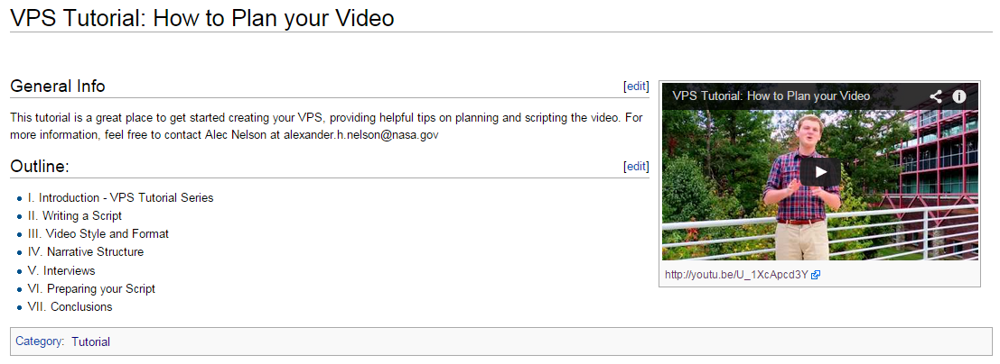 VPS Tutorial: How to Plan your Video
General Info
[edit]
This tutorial is a great place to get started creating your VPS, providing helpful tips on planning and scripting the video. For
more information, feel free to contact Alec Nelson at alexander.h.nelson@nasa.gov
Outline:
[edit]
I. Introduction - VPS Tutorial Series
II. Writing a Script
III. Video Style and Format
IV. Narrative Structure
V. Interviews
VI. Preparing your Script
VII. Conclusions
VPS Tutorial: How to Plan your Video
http://youtu.be/U_1XcApcd3Y
Category: Tutorial